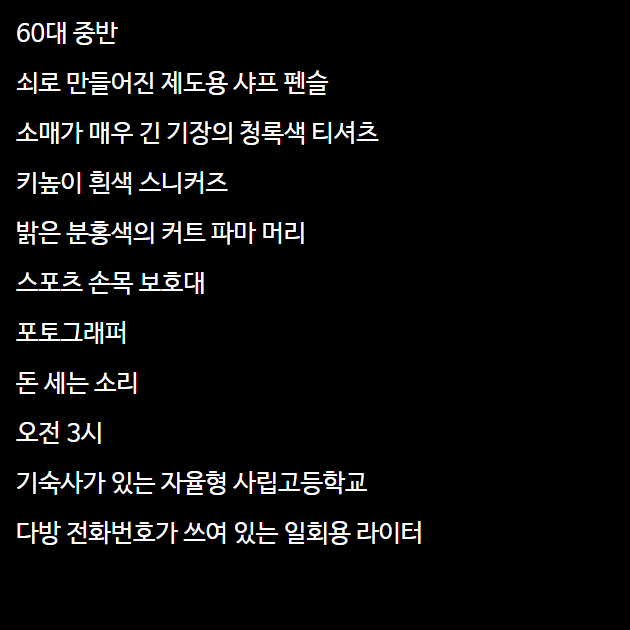 60대 중반
쇠로 만들어진 제도용 샤프 펜슬
소매가 매우 긴 기장의 청록색 티셔츠
키높이 흰색 스니커즈
밝은 분홍색의 커트 파마 머리
스포츠 손목 보호대
포토그래퍼
돈 세는 소리
오전 3시
기숙사가 있는 자율형 사립고등학교
다방 전화번호가 쓰여 있는 일회용 라이터